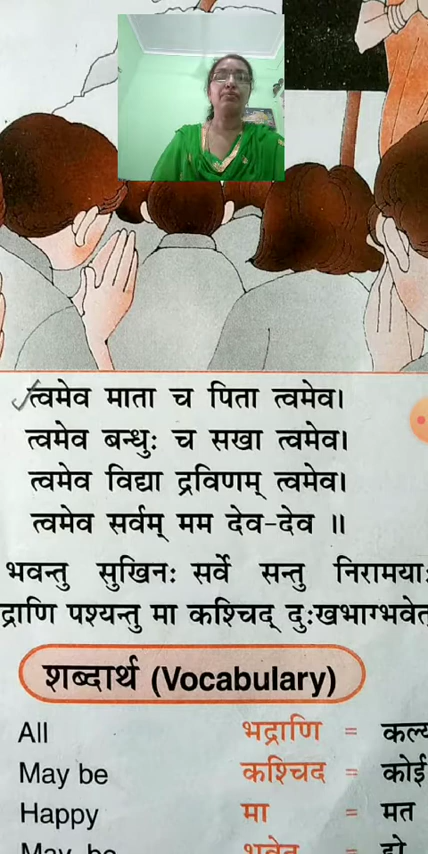 त्वमेव माता च पिता त्वमेव।
त्वमेव बन्धुः च सखा त्वमेव।
त्वमेव विद्या द्रविणम् त्वमेव।
त्वमेव सर्वम् मम देव-देव ॥
भवन्तु सुखिनः सर्वे सन्तु निरामयाः
पश्यन्तु मा कश्चिद् दुःखभाग्भवेत
शब्दार्थ (Vocabulary)
All भद्राणि =
May be कश्चिद = कोई
Happy मा = मत